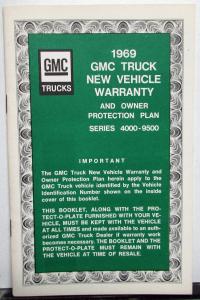 GMC
TRUCKS
1969
GMC TRUCK
NEW VEHICLE
WARRANTY
AND OWNER
PROTECTION PLAN
SERIES 4000-9500
IMPORTANT
The GMC Truck New Vehicle Warranty and
Owner Protection Plan herein apply to the
GMC Truck vehicle identified by the Vehicle
Identification Number shown on the inside
cover of this booklet.
THIS BOOKLET, ALONG WITH THE PRO-
TECT-O-PLATE FURNISHED WITH YOUR VE-
HICLE, MUST BE KEPT WITH THE VEHICLE
AT ALL TIMES and made available to an auth-
orized GMC Truck Dealer if warranty work
becomes necessary. THE BOOKLET AND THE
PROTECT-O-PLATE MUST REMAIN WITH
THE VEHICLE AT TIME OF RESALE.